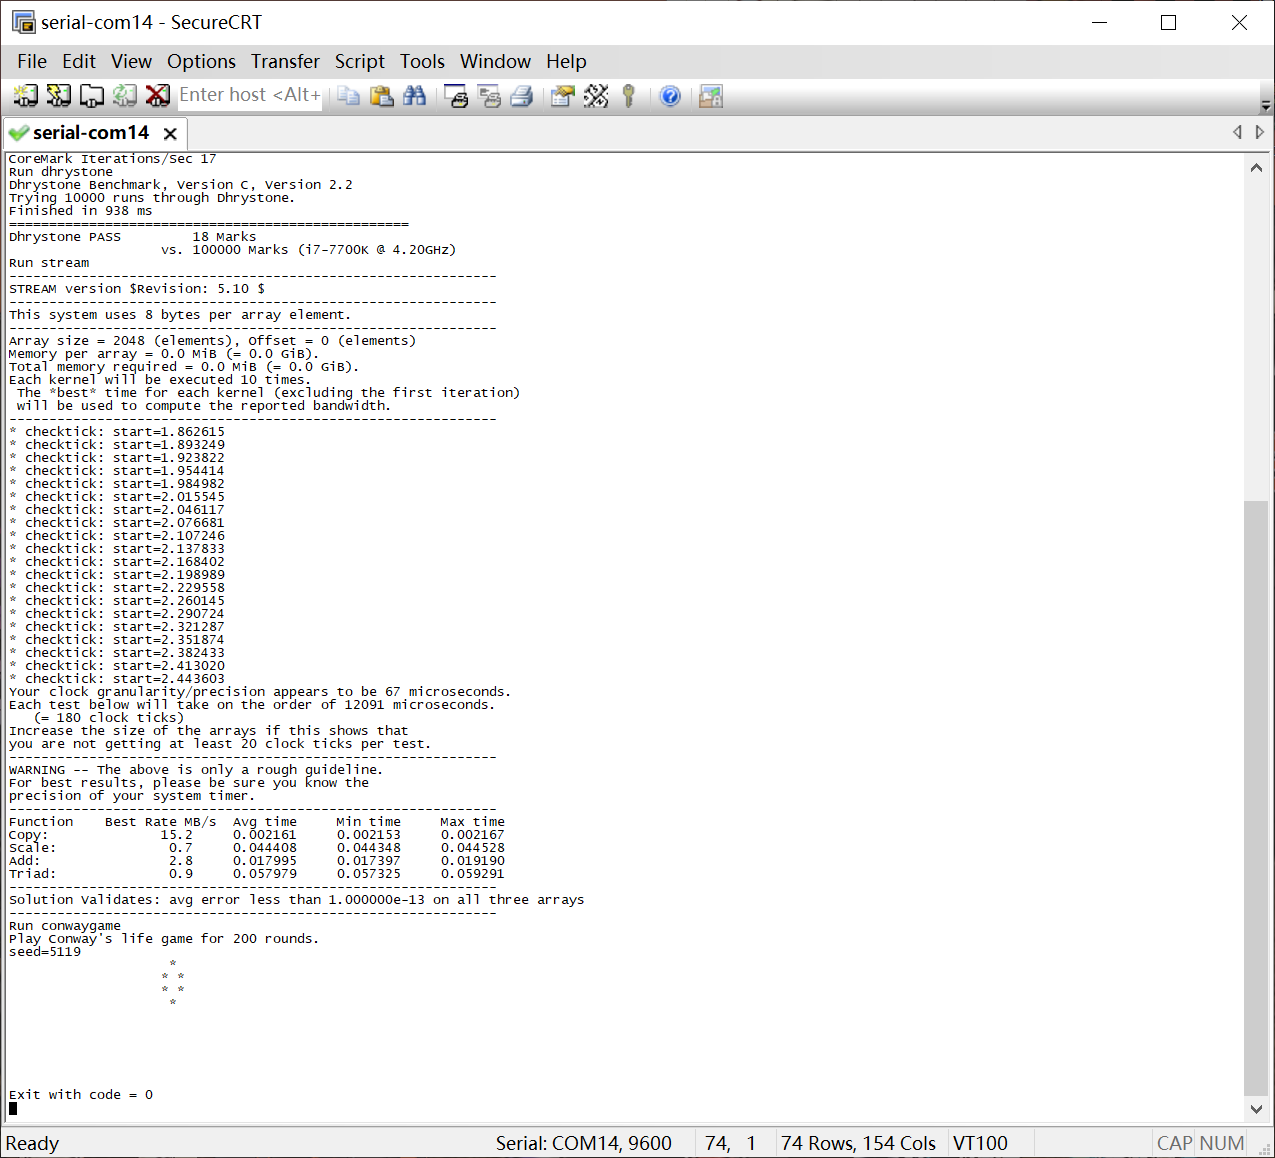 serial-com14 - SecureCRT
File Edit View Options Transfer Script Tools Window Help
Enter host <Alt+
serial-com14
CoreMark Iterations/Sec 17
Run dhrystone
Dhrystone Benchmark, Version C, Version 2.2
Trying 10000 runs through Dhrystone.
Finished in 938 ms
==================================================
Dhrystone PASS         18 Marks
                   vs. 100000 Marks (i7-7700K @ 4.20GHz)
Run stream
-------------------------------------------------------------
STREAM version $Revision: 5.10 $
-------------------------------------------------------------
This system uses 8 bytes per array element.
-------------------------------------------------------------
Array size = 2048 (elements), Offset = 0 (elements)
Memory per array = 0.0 MiB (= 0.0 GiB).
Total memory required = 0.0 MiB (= 0.0 GiB).
Each kernel will be executed 10 times.
 The *best* time for each kernel (excluding the first iteration)
 will be used to compute the reported bandwidth.
-------------------------------------------------------------
* checktick: start=1.862615
* checktick: start=1.893249
* checktick: start=1.923822
* checktick: start=1.954414
* checktick: start=1.984982
* checktick: start=2.015545
* checktick: start=2.046117
* checktick: start=2.076681
* checktick: start=2.107246
* checktick: start=2.137833
* checktick: start=2.168402
* checktick: start=2.198989
* checktick: start=2.229558
* checktick: start=2.260145
* checktick: start=2.290724
* checktick: start=2.321287
* checktick: start=2.351874
* checktick: start=2.382433
* checktick: start=2.413020
* checktick: start=2.443603
Your clock granularity/precision appears to be 67 microseconds.
Each test below will take on the order of 12091 microseconds.
   (= 180 clock ticks)
Increase the size of the arrays if this shows that
you are not getting at least 20 clock ticks per test.
-------------------------------------------------------------
WARNING -- The above is only a rough guideline.
For best results, please be sure you know the
precision of your system timer.
-------------------------------------------------------------
Function    Best Rate MB/s  Avg time     Min time     Max time
Copy:              15.2     0.002161     0.002153     0.002167
Scale:              0.7     0.044408     0.044348     0.044528
Add:                2.8     0.017995     0.017397     0.019190
Triad:              0.9     0.057979     0.057325     0.059291
-------------------------------------------------------------
Solution Validates: avg error less than 1.000000e-13 on all three arrays
-------------------------------------------------------------
Run conwaygame
Play Conway's life game for 200 rounds.
seed=5119
                    *
                   * *
                   * *
                    *
Exit with code = 0
Ready Serial: COM14, 9600 74, 1 74 Rows, 154 Cols VT100 CAP NUM